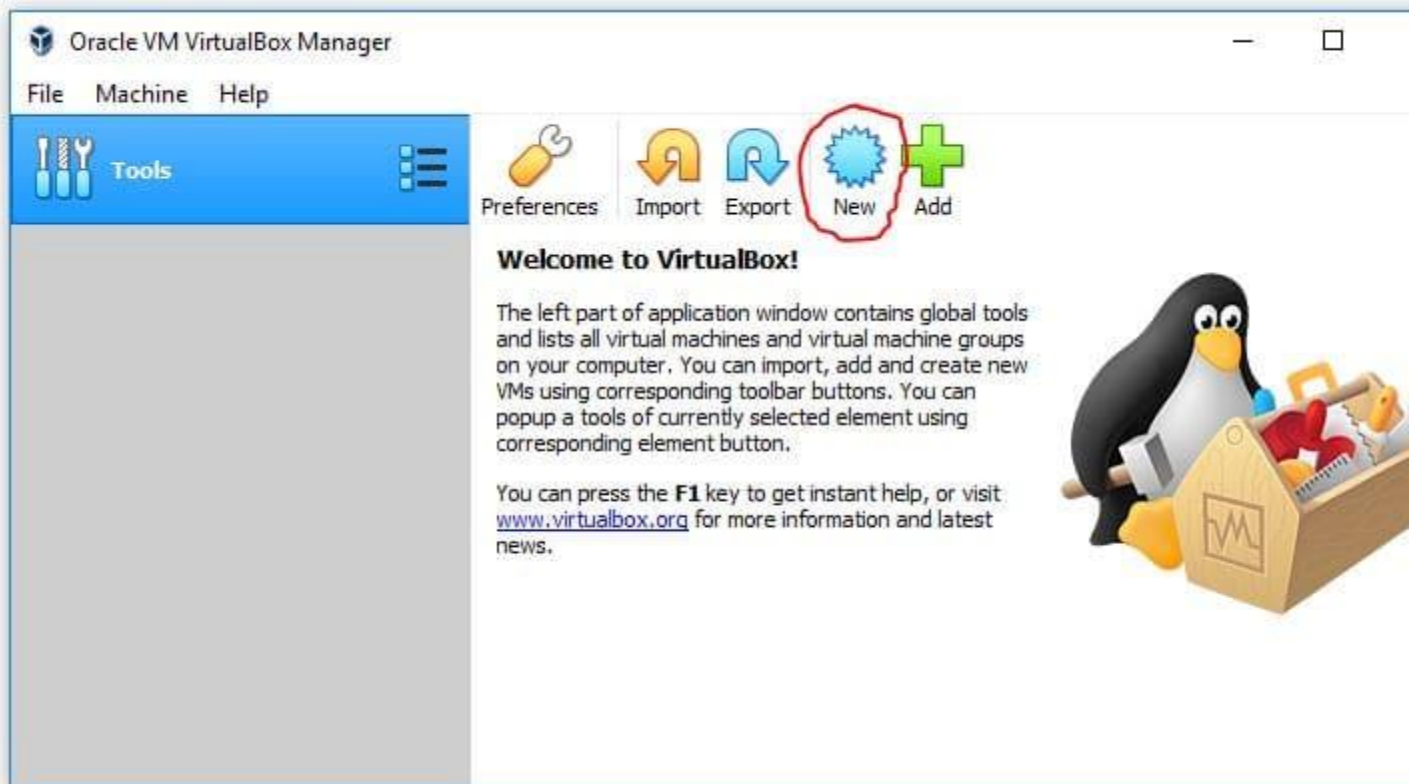 Oracle VM VirtualBox Manager
File Machine Help
Tools
Preferences Import Export New Add
Welcome to VirtualBox!
The left part of application window contains global tools
and lists all virtual machines and virtual machine groups
on your computer. You can import, add and create new
VMs using corresponding toolbar buttons. You can
popup a tools of currently selected element using
corresponding element button.
You can press the F1 key to get instant help, or visit
www.virtualbox.org for more information and latest
news.